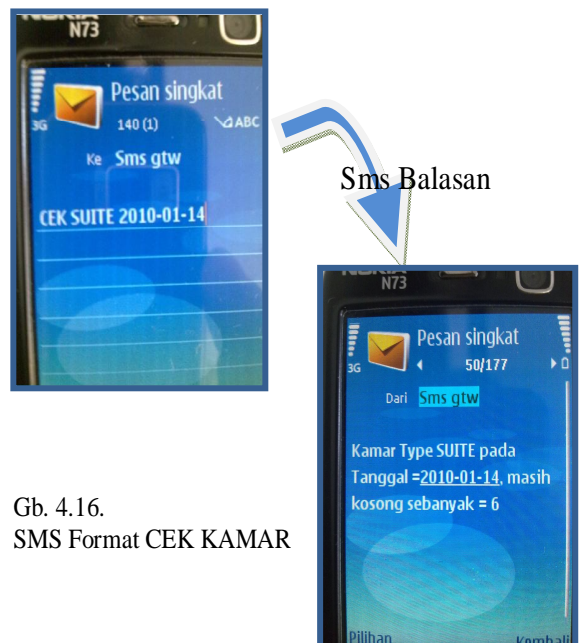 N73
Pesan singkat
3G 140 (1) ABC
Ke Sms gtw
CEK SUITE 2010-01-14
Sms Balasan
N73
Pesan singkat
3G 50/177
Dari Sms gtw
Kamar Type SUITE pada
Tanggal =2010-01-14, masih
kosong sebanyak = 6
Pilihan Kembali
Gb. 4.16.
SMS Format CEK KAMAR